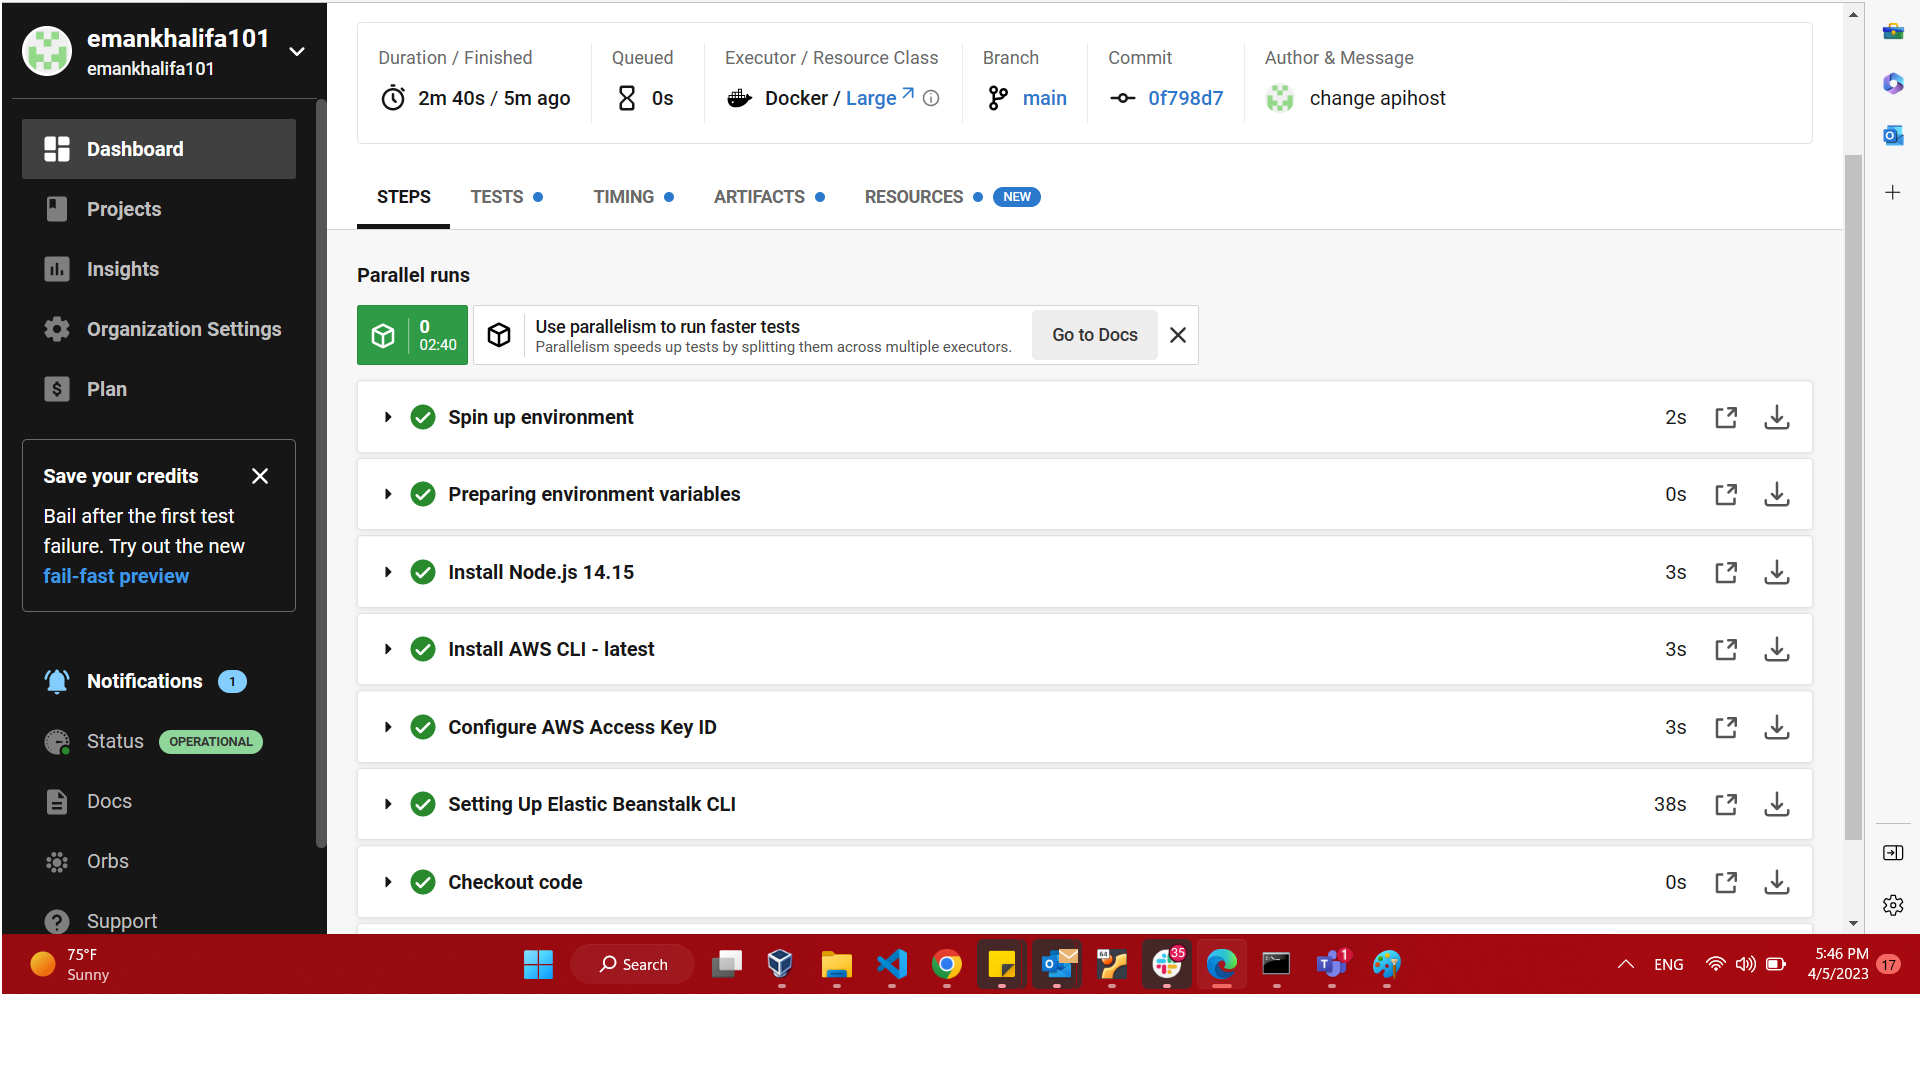 emankhalifa101
emankhalifa101
Dashboard
Projects
Insights
Organization Settings
Plan
Save your credits
Bail after the first test
failure. Try out the new
fail-fast preview
Notifications 1
Status OPERATIONAL
Docs
Orbs
Support
Duration / Finished
2m 40s / 5m ago
Queued
0s
Executor / Resource Class
Docker / Large
Branch
main
Commit
0f798d7
Author & Message
change apihost
STEPS TESTS TIMING ARTIFACTS RESOURCES NEW
Parallel runs
0
02:40
Use parallelism to run faster tests
Parallelism speeds up tests by splitting them across multiple executors.
Go to Docs
Spin up environment 2s
Preparing environment variables 0s
Install Node.js 14.15 3s
Install AWS CLI - latest 3s
Configure AWS Access Key ID 3s
Setting Up Elastic Beanstalk CLI 38s
Checkout code 0s
75°F
Sunny
Search
64
35
1
ENG
5:46 PM
4/5/2023
17